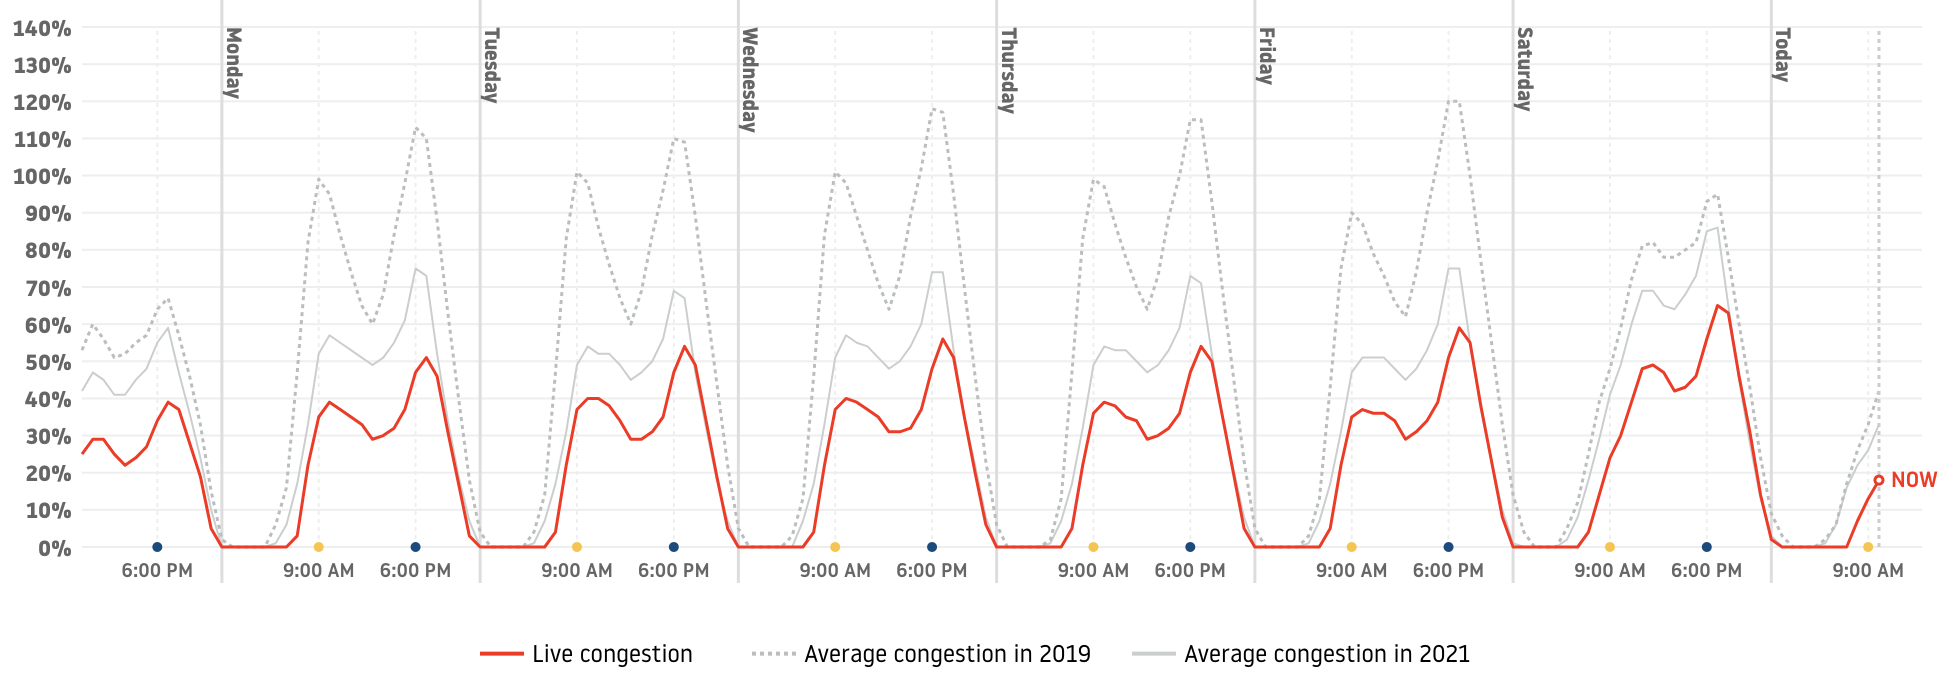 140%
130%
120%
110%
100%
90%
80%
70%
60%
50%
40%
30%
20%
10%
0%
Monday
Tuesday
Wednesday
Thursday
Friday
Saturday
Today
NOW
6:00 PM
9:00 AM
6:00 PM
9:00 AM
6:00 PM
9:00 AM
6:00 PM
9:00 AM
6:00 PM
9:00 AM
6:00 PM
9:00 AM
6:00 PM
9:00 AM
Live congestion
Average congestion in 2019
Average congestion in 2021